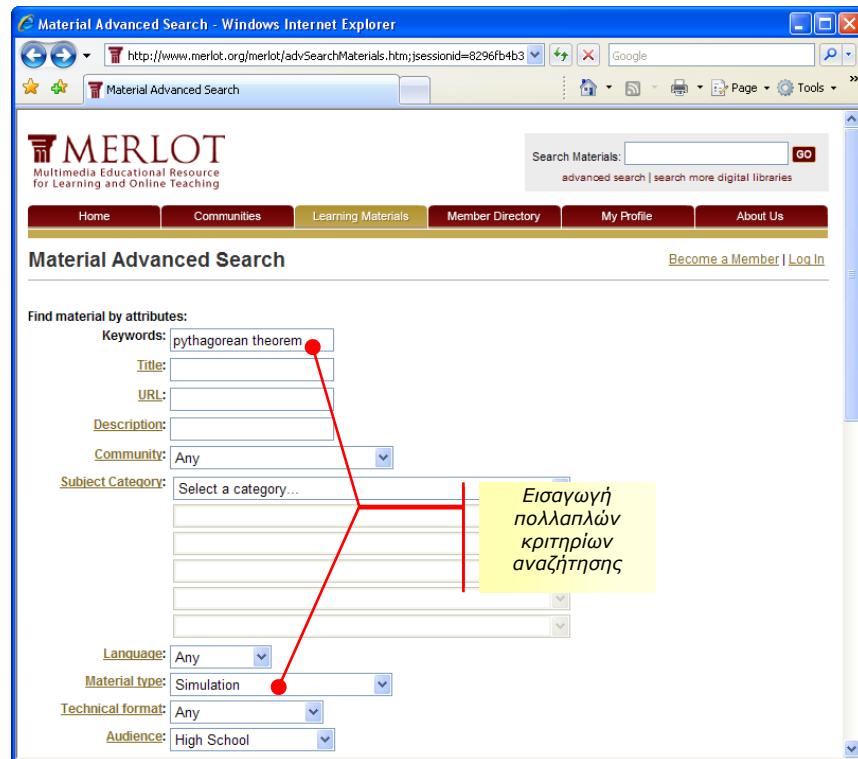 Material Advanced Search - Windows Internet Explorer
http://www.merlot.org/merlot/advSearchMaterials.htm;jsessionid=8296fb4b3
Google
Material Advanced Search
Page
Tools
»
MERLOT
Multimedia Educational Resource
for Learning and Online Teaching
Search Materials:
GO
advanced search | search more digital libraries
Home
Communities
Learning Materials
Member Directory
My Profile
About Us
Material Advanced Search
Become a Member | Log In
Find material by attributes:
Keywords: pythagorean theorem
Title:
URL:
Description:
Community: Any
Subject Category: Select a category...
Εισαγωγή
πολλαπλών
κριτηρίων
αναζήτησης
Language: Any
Material type: Simulation
Technical format: Any
Audience: High School